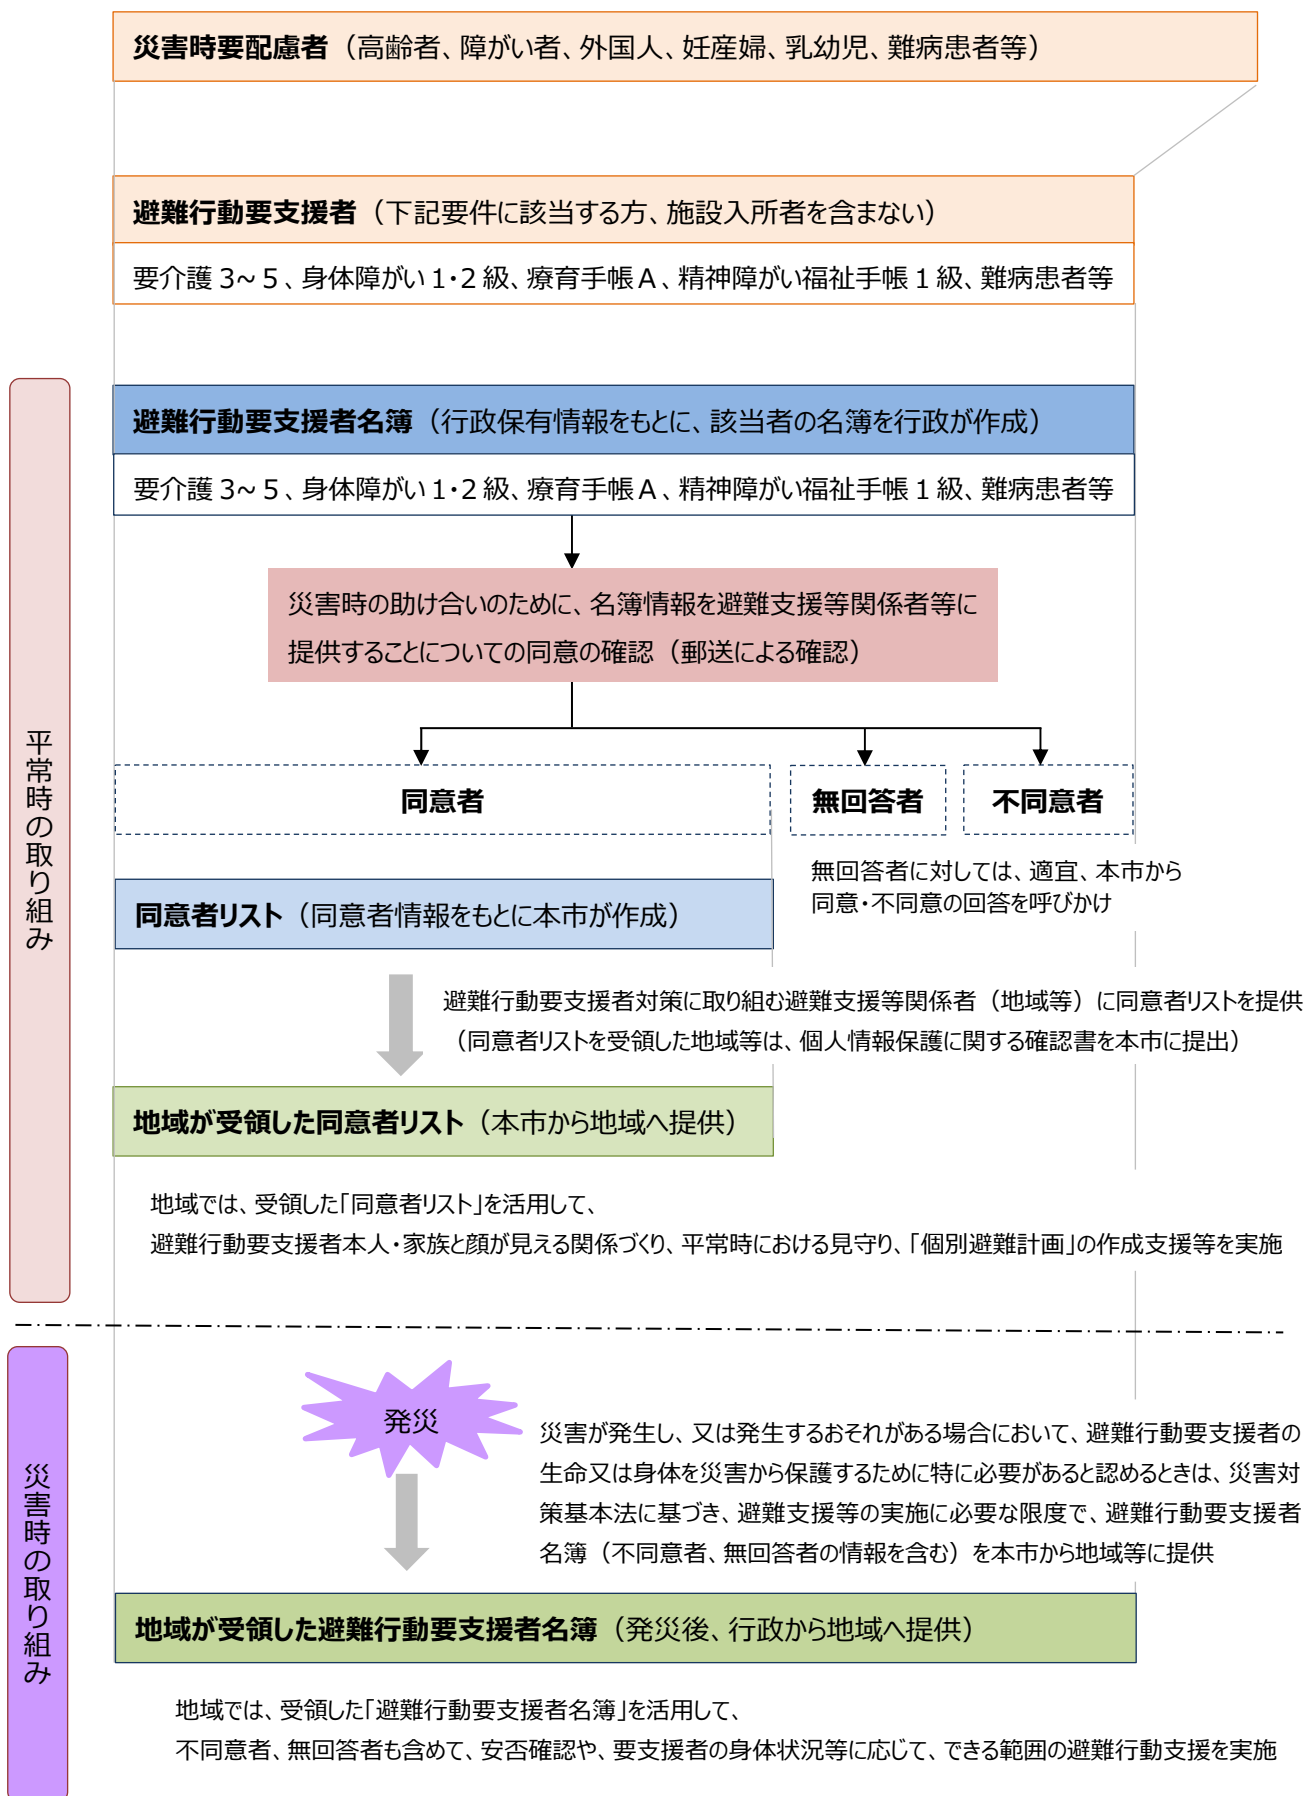 災害時要配慮者（高齢者、障がい者、外国人、妊産婦、乳幼児、難病患者等）
避難行動要支援者（下記要件に該当する方、施設入所者を含まない）
要介護３～５、身体障がい１・２級、療育手帳Ａ、精神障がい福祉手帳１級、難病患者等
平常時の取り組み
避難行動要支援者名簿（行政保有情報をもとに、該当者の名簿を行政が作成）
要介護３～５、身体障がい１・２級、療育手帳Ａ、精神障がい福祉手帳１級、難病患者等
災害時の助け合いのために、名簿情報を避難支援等関係者等に
提供することについての同意の確認（郵送による確認）
同意者
無回答者
不同意者
無回答者に対しては、適宜、本市から
同意・不同意の回答を呼びかけ
同意者リスト（同意者情報をもとに本市が作成）
避難行動要支援者対策に取り組む避難支援等関係者（地域等）に同意者リストを提供
（同意者リストを受領した地域等は、個人情報保護に関する確認書を本市に提出）
地域が受領した同意者リスト（本市から地域へ提供）
地域では、受領した「同意者リスト」を活用して、
避難行動要支援者本人・家族と顔が見える関係づくり、平常時における見守り、「個別避難計画」の作成支援等を実施
災害時の取り組み
発災
災害が発生し、又は発生するおそれがある場合において、避難行動要支援者の
生命又は身体を災害から保護するために特に必要があると認めるときは、災害対
策基本法に基づき、避難支援等の実施に必要な限度で、避難行動要支援者
名簿（不同意者、無回答者の情報を含む）を本市から地域等に提供
地域が受領した避難行動要支援者名簿（発災後、行政から地域へ提供）
地域では、受領した「避難行動要支援者名簿」を活用して、
不同意者、無回答者も含めて、安否確認や、要支援者の身体状況等に応じて、できる範囲の避難行動支援を実施